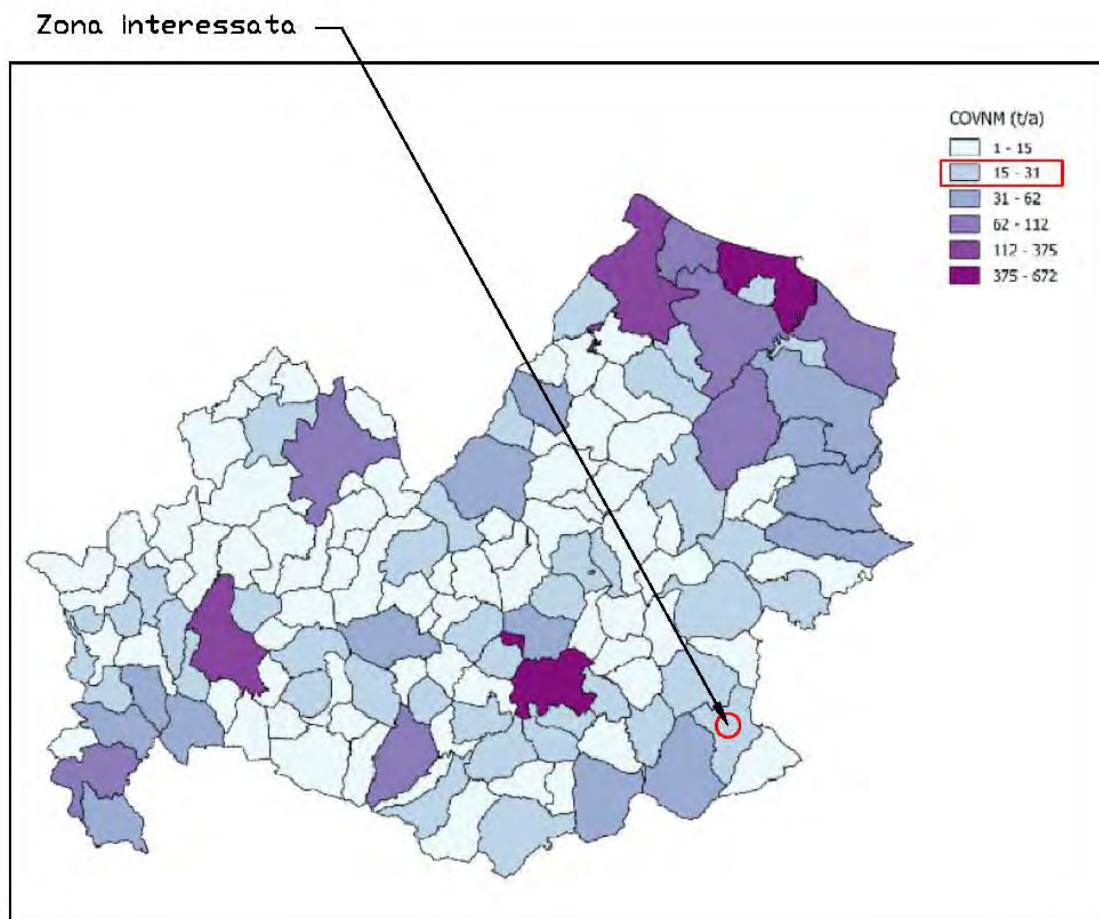 Zona interessata
COVNM (t/a)
1 - 15
15 - 31
31 - 62
62 - 112
112 - 375
375 - 672